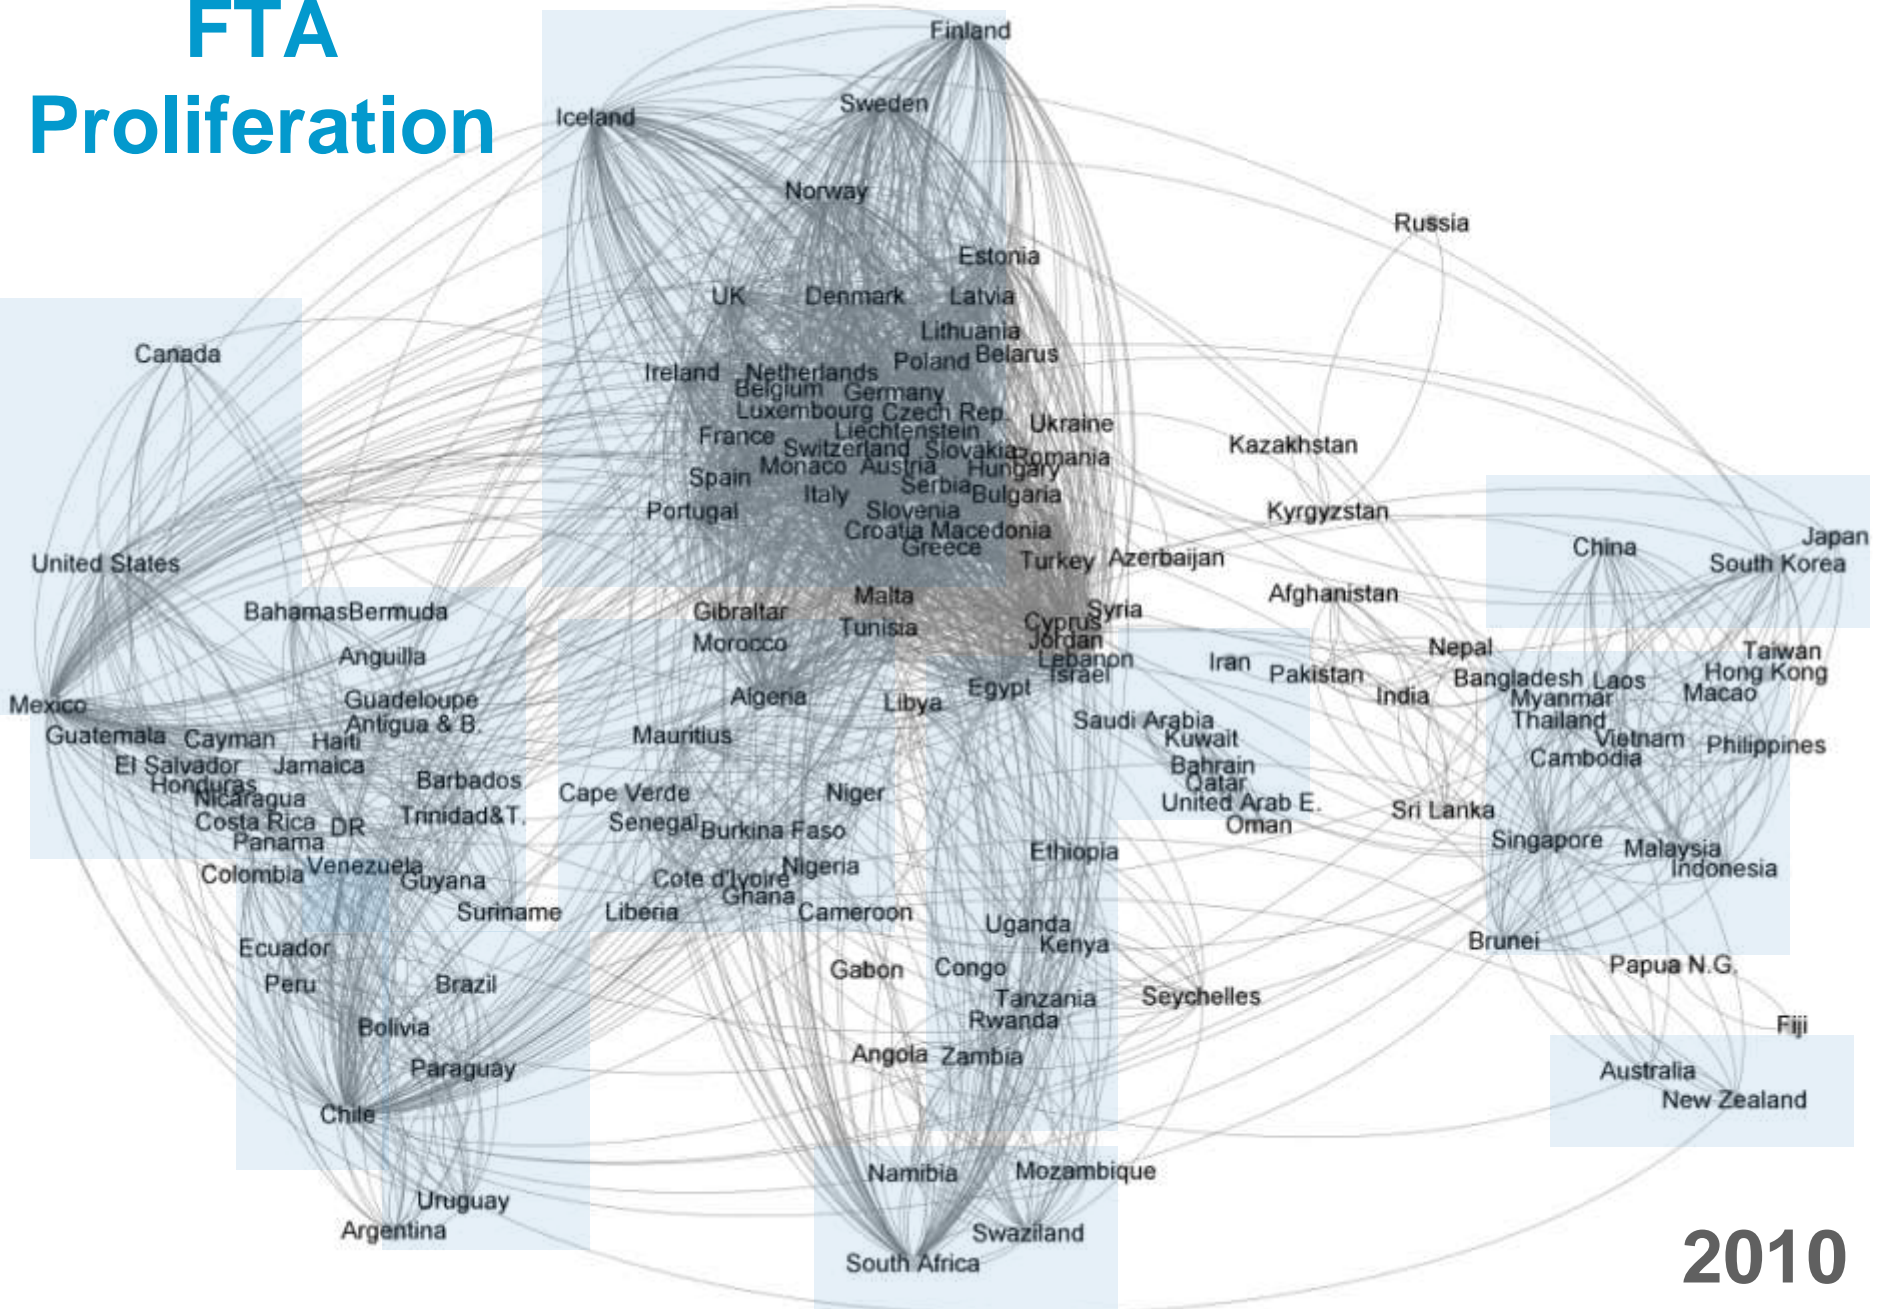 FTA
Proliferation
Finland
Iceland
Sweden
Norway
Russia
Estonia
UK Denmark Latvia
Lithuania
Canada
Poland Belarus
Ireland Netherlands
Belgium Germany
Luxembourg Czech Rep.
Ukraine
Liechtenstein
France
Switzerland Slovakia
Kazakhstan
Romania
Monaco Austria Hungary
Spain
Serbia
Italy
Bulgaria
Portugal
Slovenia
Kyrgyzstan
Croatia Macedonia
Japan
Greece
China
Turkey Azerbaijan
United States
South Korea
Malta
Afghanistan
Bahamas Bermuda
Gibraltar
Syria
Cyprus
Tunisia
Morocco
Jordan
Nepal
Taiwan
Anguilla
Lebanon
Iran
Israel
Pakistan
Hong Kong
Bangladesh Laos
Egypt
Algeria
India
Macao
Myanmar
Guadeloupe
Libya
Mexico
Saudi Arabia
Thailand
Antigua & B.
Guatemala Cayman Haiti
Mauritius
Kuwait
Vietnam
Philippines
Cambodia
El Salvador Jamaica
Bahrain
Barbados
Honduras
Qatar
Cape Verde
Niger
Nicaragua
United Arab E.
Sri Lanka
Trinidad&T.
Costa Rica DR
Senegal
Oman
Burkina Faso
Panama
Singapore
Malaysia
Ethiopia
Venezuela
Nigeria
Indonesia
Colombia
Guyana
Cote d'Ivoire
Ghana
Suriname
Liberia
Cameroon
Uganda
Brunei
Kenya
Ecuador
Papua N.G.
Gabon Congo
Peru
Brazil
Tanzania
Seychelles
Rwanda
Fiji
Bolivia
Angola Zambia
Paraguay
Australia
New Zealand
Chile
Namibia
Mozambique
Uruguay
Argentina
Swaziland
South Africa
2010